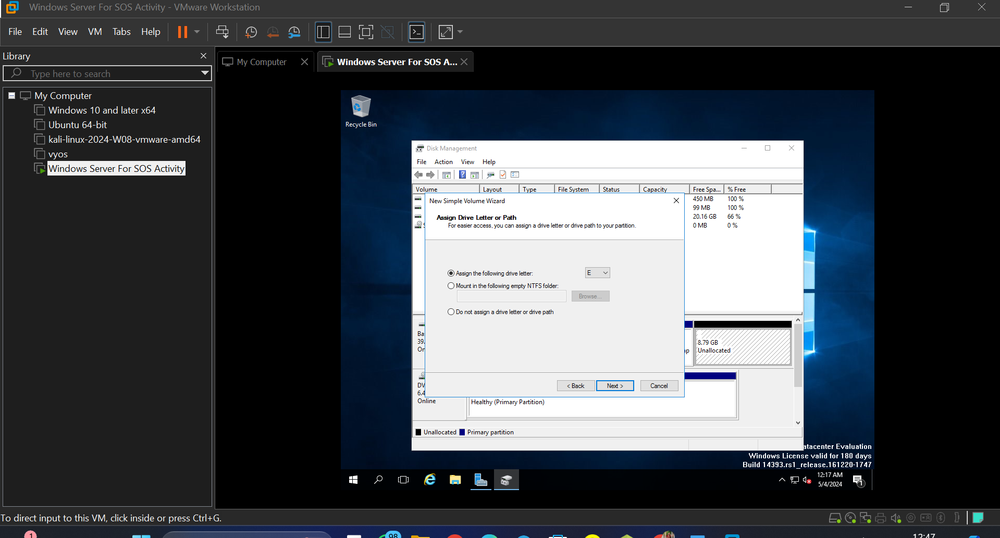 Windows Server For SOS Activity - VMware Workstation
File Edit View VM Tabs Help
Library
Type here to search
My Computer
Windows 10 and later x64
Ubuntu 64-bit
kali-linux-2024-W08-vmware-amd64
vyos
Windows Server For SOS Activity
My Computer
Windows Server For SOS A...
Recycle Bin
Disk Management
File Action View Help
Volume Layout Type File System Status Capacity Free Spa... % Free
450 MB 100 %
99 MB 100 %
20.16 GB 66 %
0 MB 0 %
New Simple Volume Wizard
Assign Drive Letter or Path
For easier access, you can assign a drive letter or drive path to your partition.
Assign the following drive letter: E
Mount in the following empty NTFS folder:
Browse...
Do not assign a drive letter or drive path
< Back Next > Cancel
Ba
39.
On
8.79 GB
Unallocated
DV
6.4
Online
Healthy (Primary Partition)
Unallocated Primary partition
atacenter Evaluation
Windows License valid for 180 days
Build 14393.rs1_release.161220-1747
12:17 AM
5/4/2024
1
To direct input to this VM, click inside or press Ctrl+G.
1
98
12:47